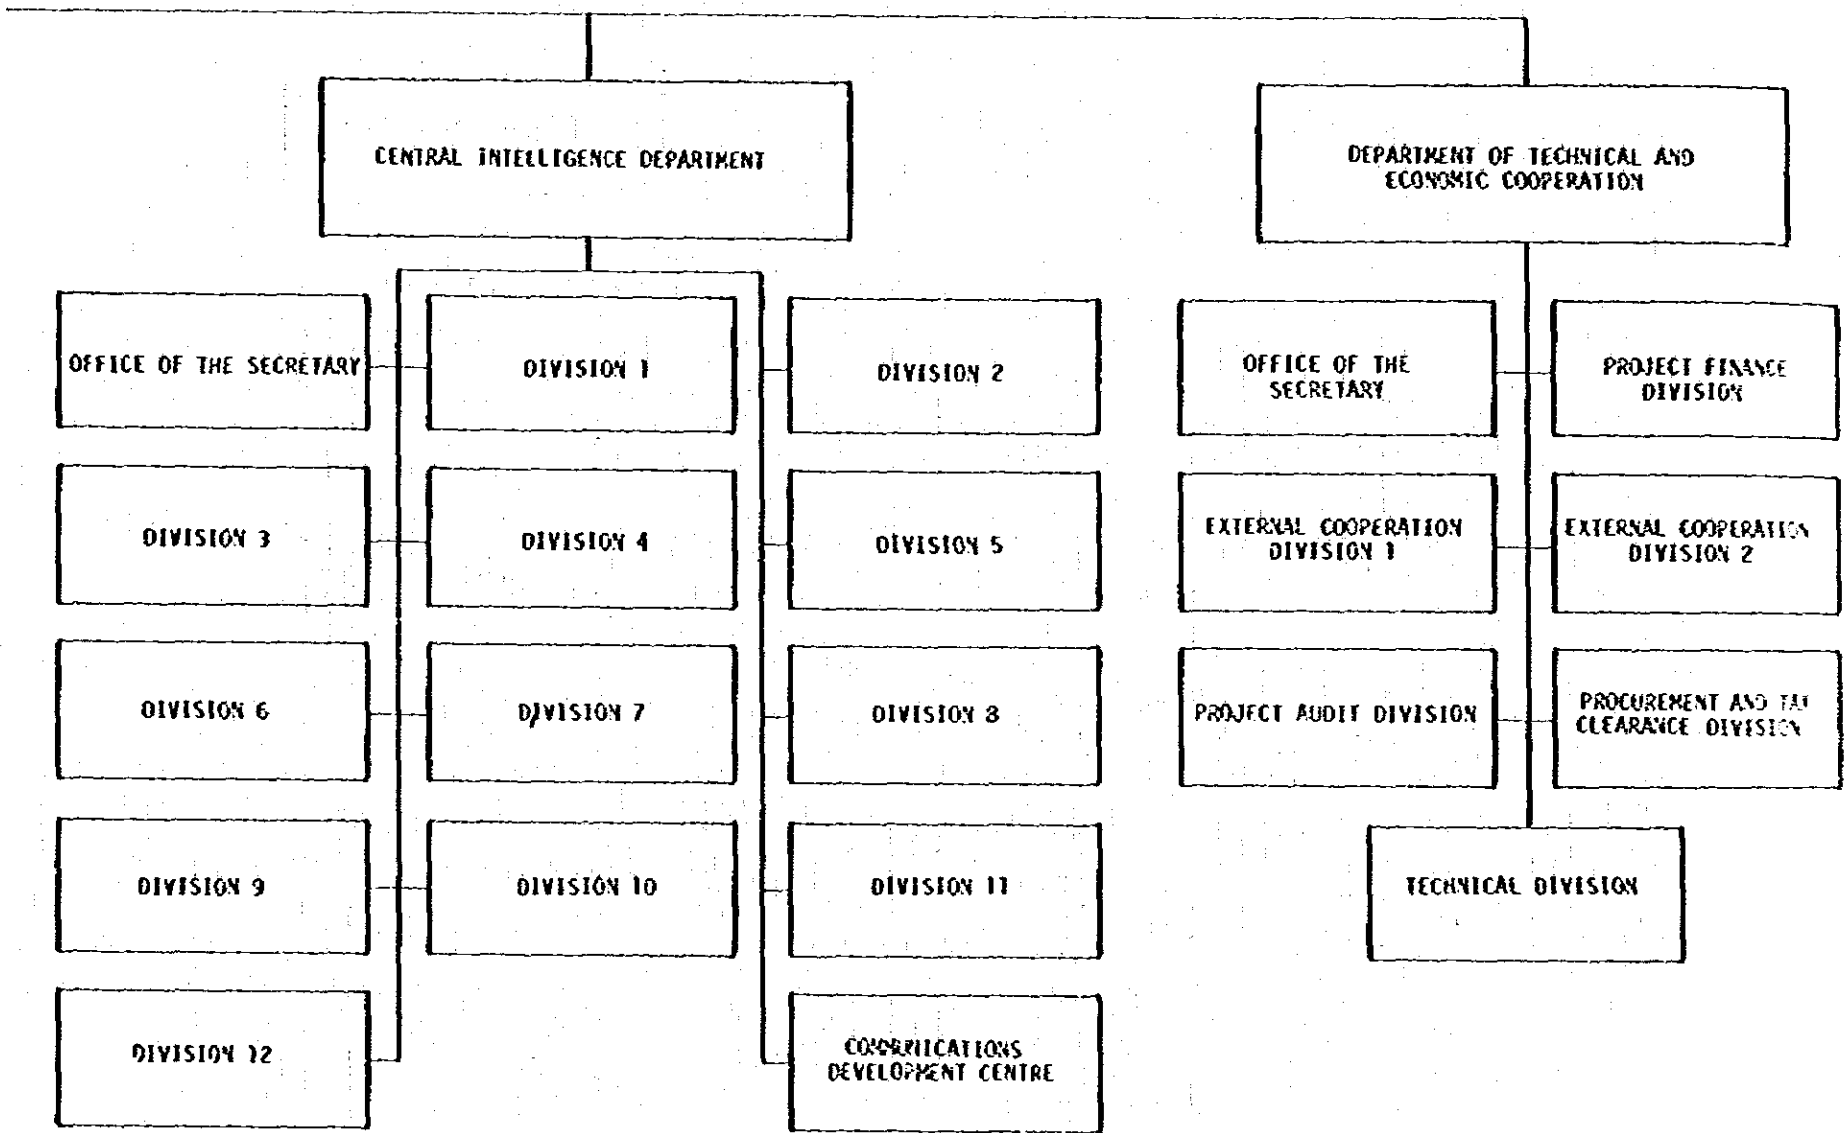 CENTRAL INTELLIGENCE DEPARTMENT
OFFICE OF THE SECRETARY
DIVISION 1
DIVISION 2
DIVISION 3
DIVISION 4
DIVISION 5
DIVISION 6
DIVISION 7
DIVISION 8
DIVISION 9
DIVISION 10
DIVISION 11
DIVISION 12
COMMUNICATIONS
DEVELOPMENT CENTRE
DEPARTMENT OF TECHNICAL AND
ECONOMIC COOPERATION
OFFICE OF THE
SECRETARY
PROJECT FINANCE
DIVISION
EXTERNAL COOPERATION
DIVISION 1
EXTERNAL COOPERATION
DIVISION 2
PROJECT AUDIT DIVISION
PROCUREMENT AND TAX
CLEARANCE DIVISION
TECHNICAL DIVISION